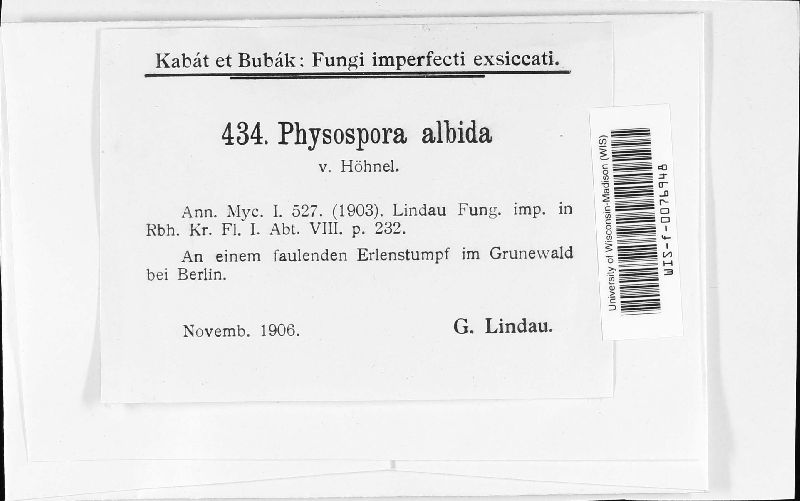 Kabát et Bubák: Fungi imperfecti exsiccati.
434. Physospora albida
v. Höhnel.
Ann. Myc. I. 527. (1903). Lindau Fung. imp. in
Rbh. Kr. Fl. I. Abt. VIII. p. 232.
An einem faulenden Erlenstumpf im Grunewald
bei Berlin.
Novemb. 1906.
G. Lindau.
University of Wisconsin-Madison (WIS)
WIS-f-0076948